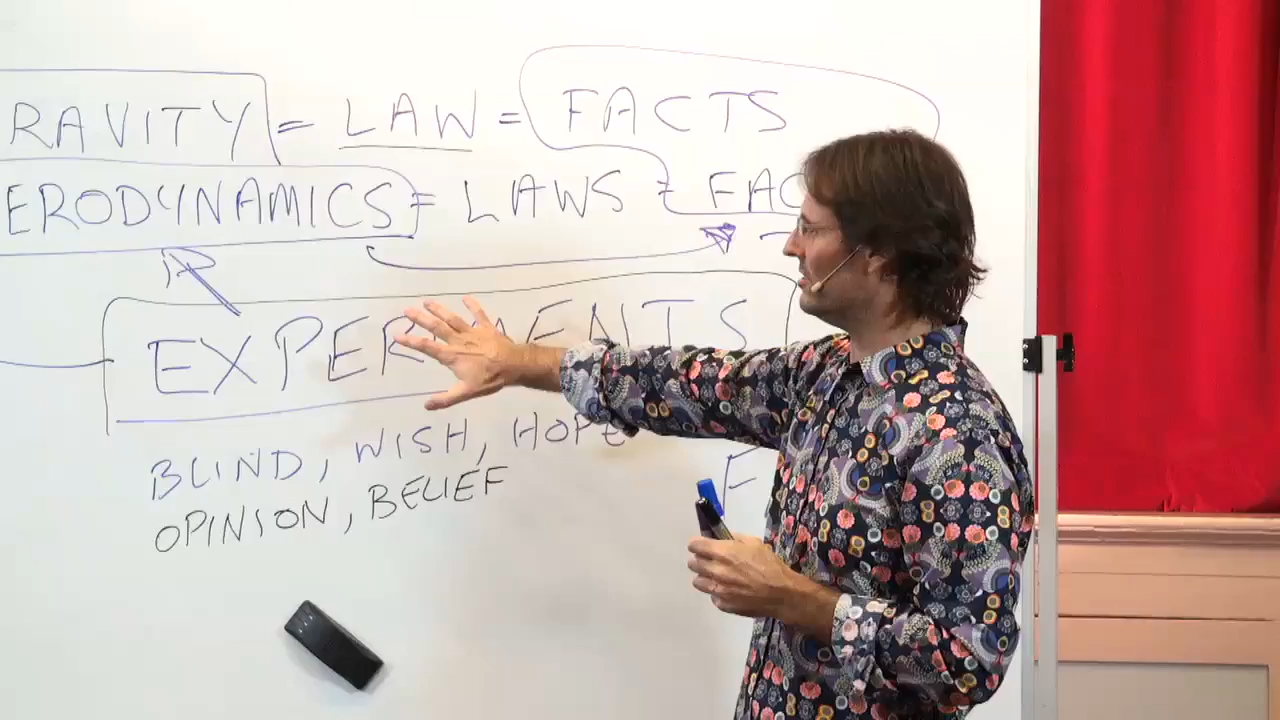 RAVITY = LAW = FACTS
ERODYNAMICS = LAWS = FAC
EXPERIMENTS
BLIND, WISH, HOPE
OPINION, BELIEF
F